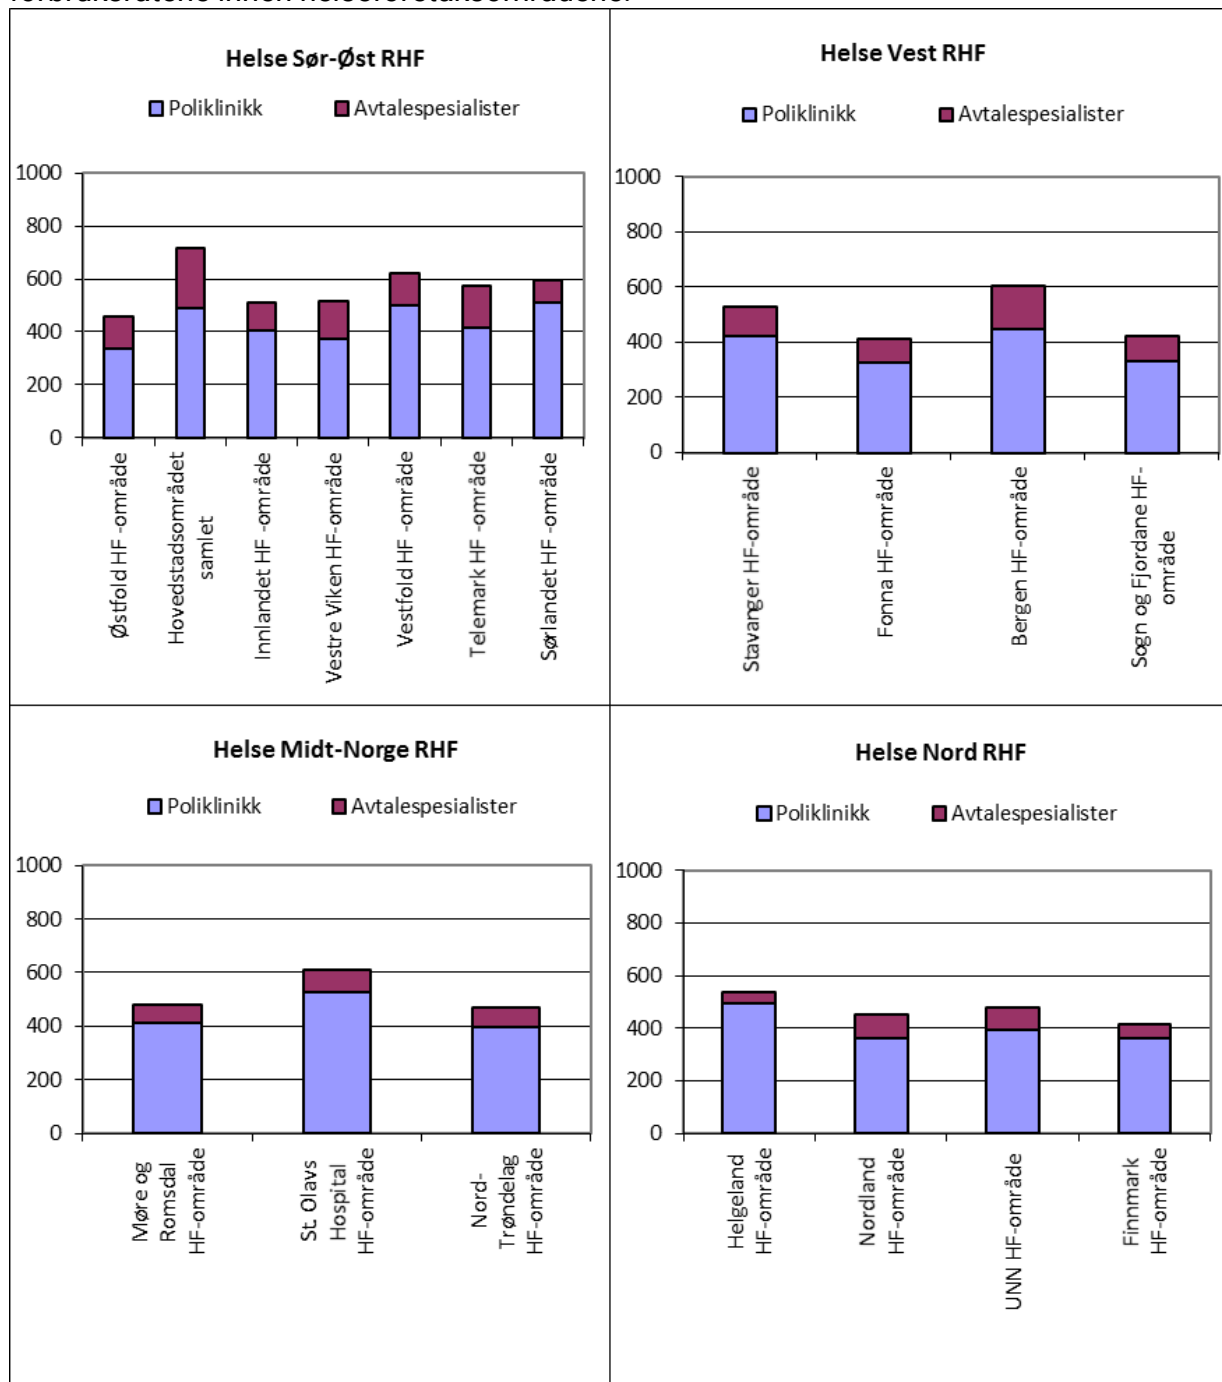 forbruksratene innen helseforetaksområdene.
Helse Sør-Øst RHF
Poliklinikk
Avtalespesialister
1000
800
600
400
200
0
Østfold HF -område
Hovedstadsområdet
samlet
Innlandet HF -område
Vestre Viken HF-område
Vestfold HF -område
Telemark HF -område
Sørlandet HF -område
Helse Vest RHF
Poliklinikk
Avtalespesialister
1000
800
600
400
200
0
Stavanger HF-område
Fonna HF-område
Bergen HF-område
Sogn og Fjordane HF-
område
Helse Midt-Norge RHF
Poliklinikk
Avtalespesialister
1000
800
600
400
200
0
Møre og
Romsdal
HF-område
St. Olavs
Hospital
HF-område
Nord-
Trøndelag
HF-område
Helse Nord RHF
Poliklinikk
Avtalespesialister
1000
800
600
400
200
0
Helgeland
HF-område
Nordland
HF-område
UNN HF-område
Finnmark
HF-område